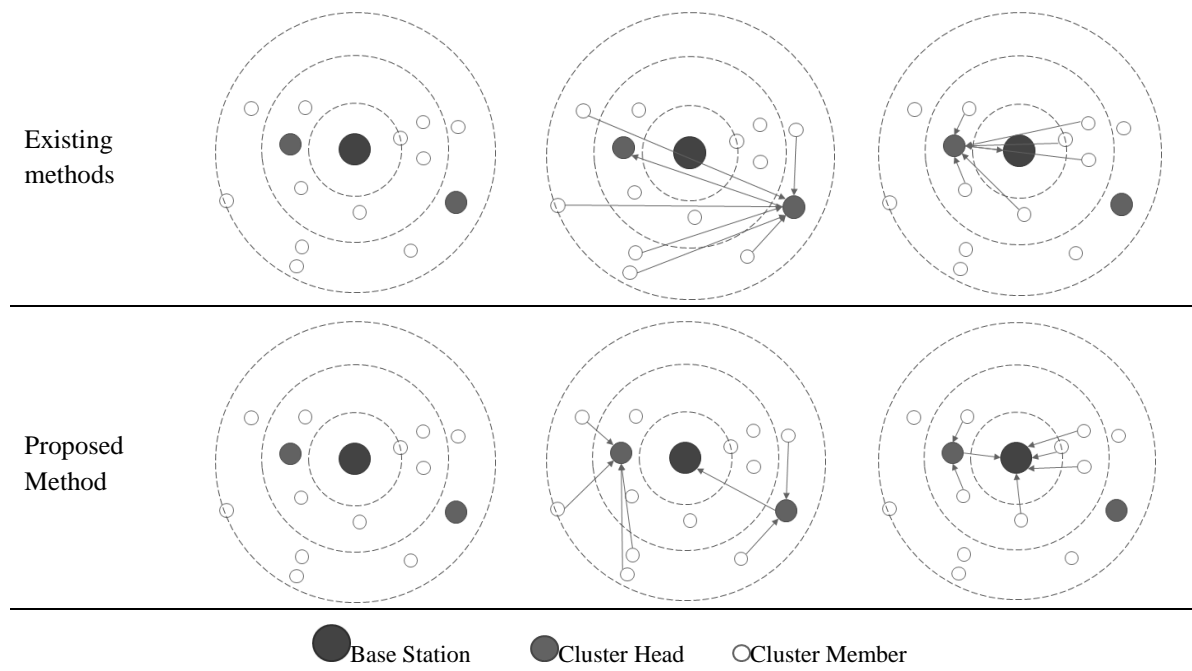 Existing
methods
Proposed
Method
Base Station
Cluster Head
Cluster Member